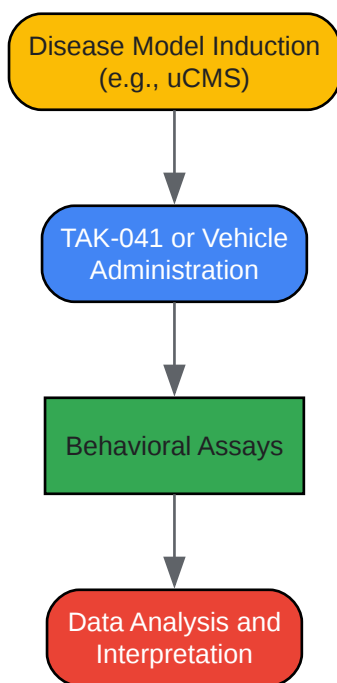 Disease Model Induction
(e.g., uCMS)
TAK-041 or Vehicle
Administration
Behavioral Assays
Data Analysis and
Interpretation